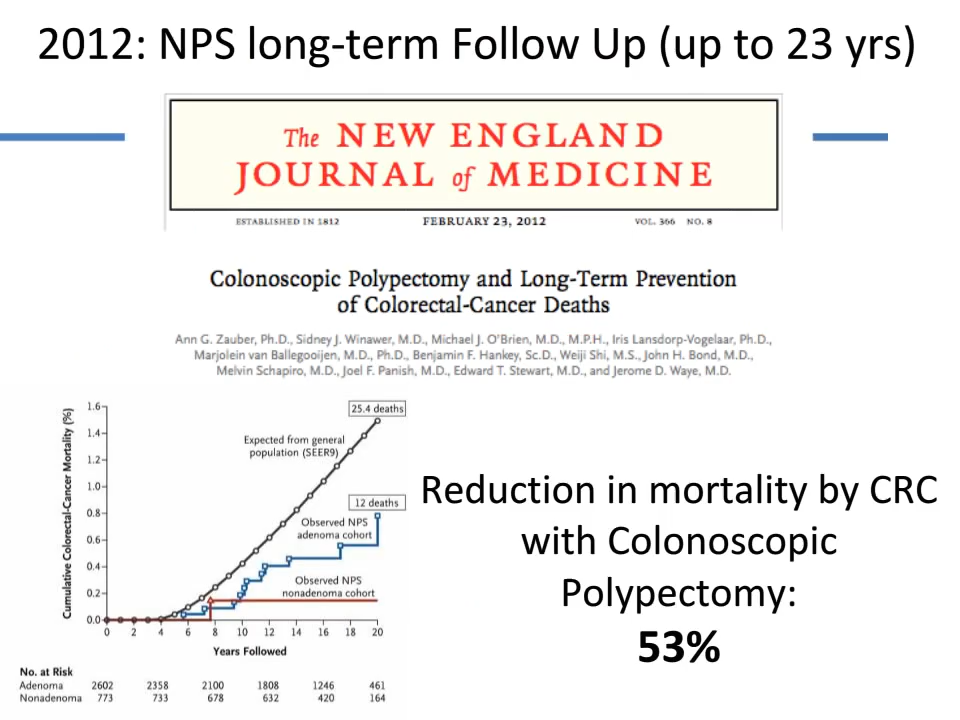 2012: NPS long-term Follow Up (up to 23 yrs)
The NEW ENGLAND
JOURNAL of MEDICINE
ESTABLISHED IN 1812 FEBRUARY 23, 2012 VOL. 366 NO. 8
Colonoscopic Polypectomy and Long-Term Prevention
of Colorectal-Cancer Deaths
Ann G. Zauber, Ph.D., Sidney J. Winawer, M.D., Michael J. O'Brien, M.D., M.P.H., Iris Lansdorp-Vogelaar, Ph.D.,
Marjolein van Ballegooijen, M.D., Ph.D., Benjamin F. Hankey, Sc.D., Weiji Shi, M.S., John H. Bond, M.D.,
Melvin Schapiro, M.D., Joel F. Panish, M.D., Edward T. Stewart, M.D., and Jerome D. Waye, M.D.
Cumulative Colorectal-Cancer Mortality (%)
1.6
1.4
1.2
1.0
0.8
0.6
0.4
0.2
0.0
25.4 deaths
Expected from general
population (SEER9)
12 deaths
Observed NPS
adenoma cohort
Observed NPS
nonadenoma cohort
0 2 4 6 8 10 12 14 16 18 20
Years Followed
No. at Risk
Adenoma 2602 2358 2100 1808 1246 461
Nonadenoma 773 733 678 632 420 164
Reduction in mortality by CRC
with Colonoscopic
Polypectomy:
53%